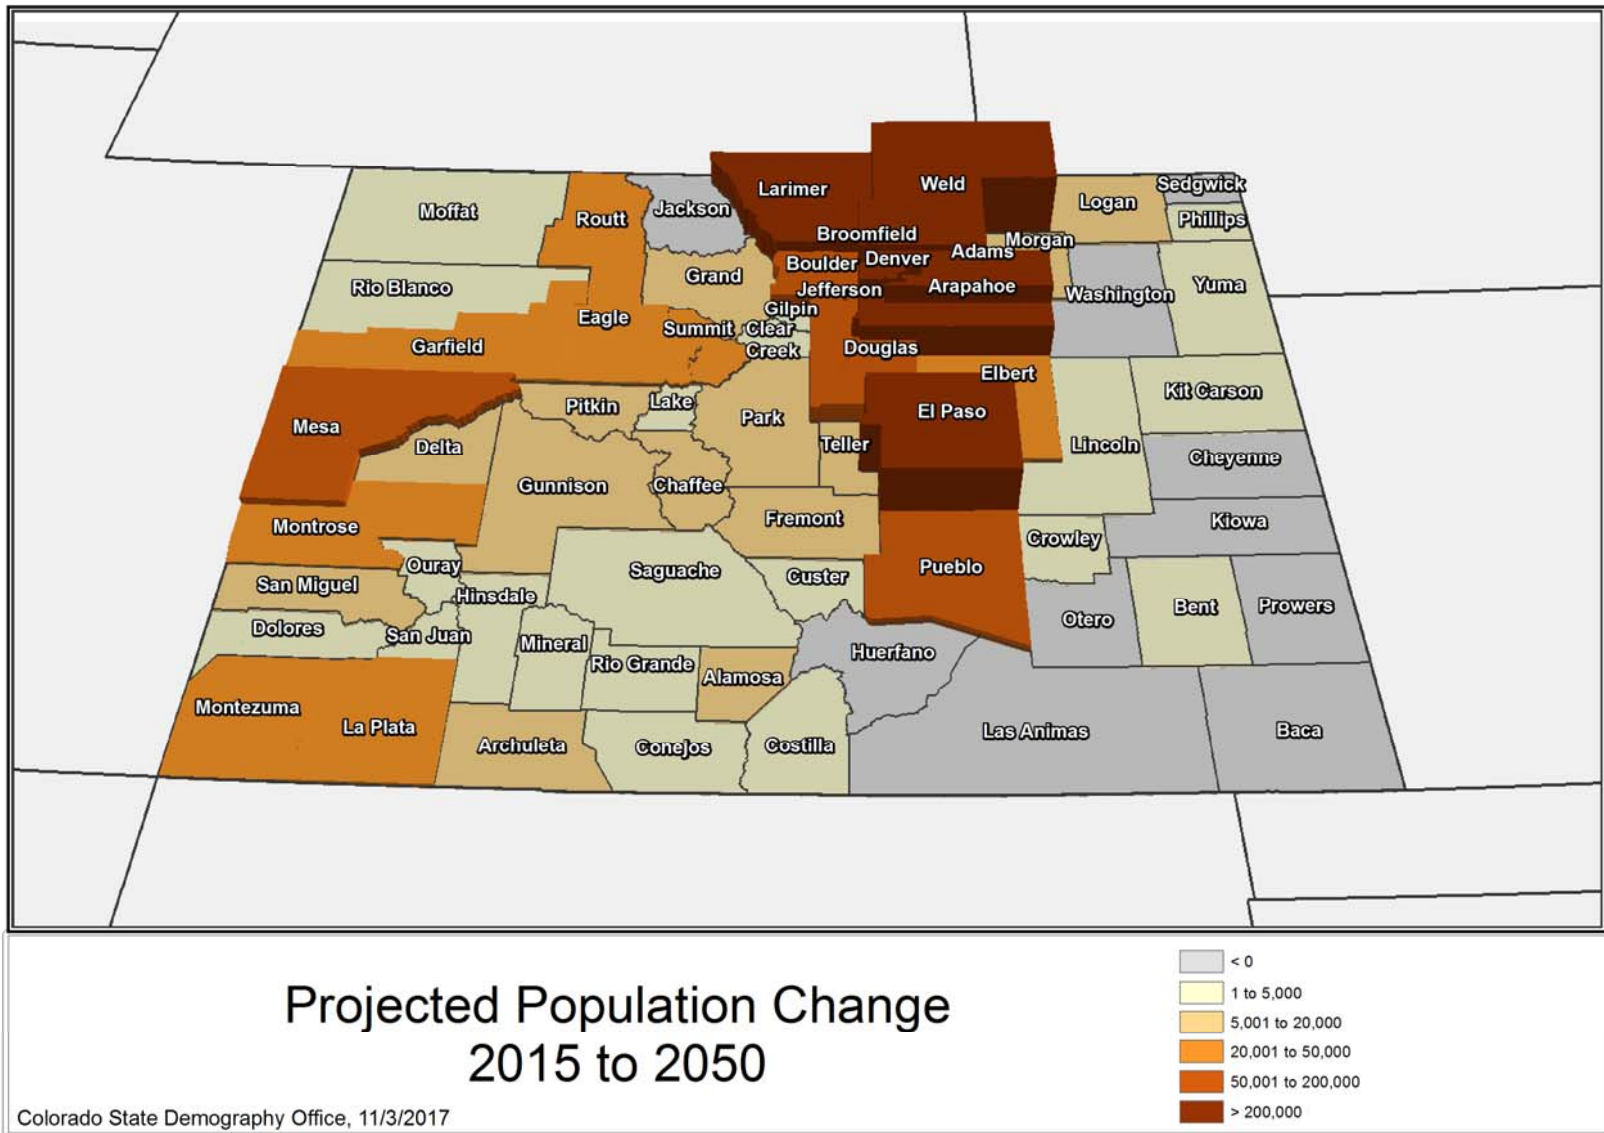 Sedgwick
Larimer
Weld
Logan
Moffat
Routt
Jackson
Phillips
Broomfield
Morgan
Adams
Boulder
Denver
Grand
Rio Blanco
Jefferson
Arapahoe
Washington
Yuma
Gilpin
Eagle
Summit
Clear
Creek
Garfield
Douglas
Elbert
Kit Carson
Pitkin
Lake
Park
El Paso
Mesa
Delta
Teller
Lincoln
Cheyenne
Gunnison
Chaffee
Fremont
Kiowa
Montrose
Crowley
Ouray
Saguache
Custer
Pueblo
San Miguel
Hinsdale
Bent
Prowers
Otero
Dolores
San Juan
Mineral
Rio Grande
Huerfano
Alamosa
Montezuma
La Plata
Las Animas
Baca
Archuleta
Conejos
Costilla
Projected Population Change
2015 to 2050
< 0
1 to 5,000
5,001 to 20,000
20,001 to 50,000
50,001 to 200,000
> 200,000
Colorado State Demography Office, 11/3/2017